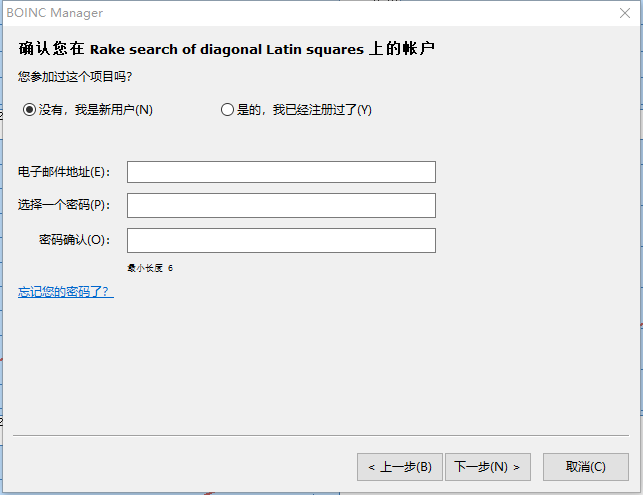 BOINC Manager
确认您在 Rake search of diagonal Latin squares 上的帐户
您参加过这个项目吗？
没有，我是新用户(N) 是的，我已经注册过了(Y)
电子邮件地址(E)：
选择一个密码(P)：
密码确认(O)：
最小长度 6
忘记您的密码了？
< 上一步(B) 下一步(N) > 取消(C)